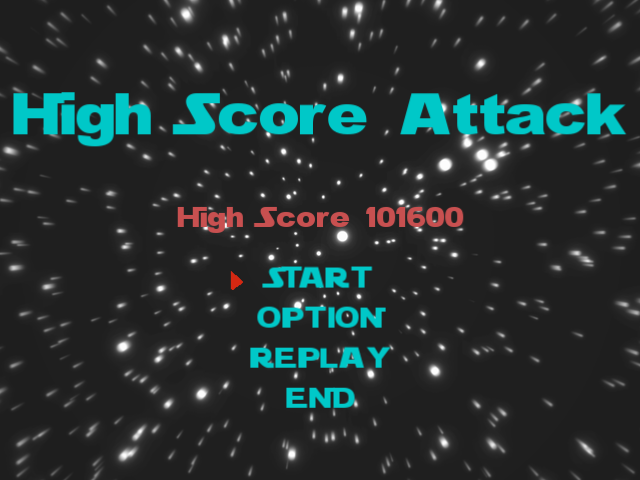 High Score Attack
High Score 101600
START
OPTION
REPLAY
END